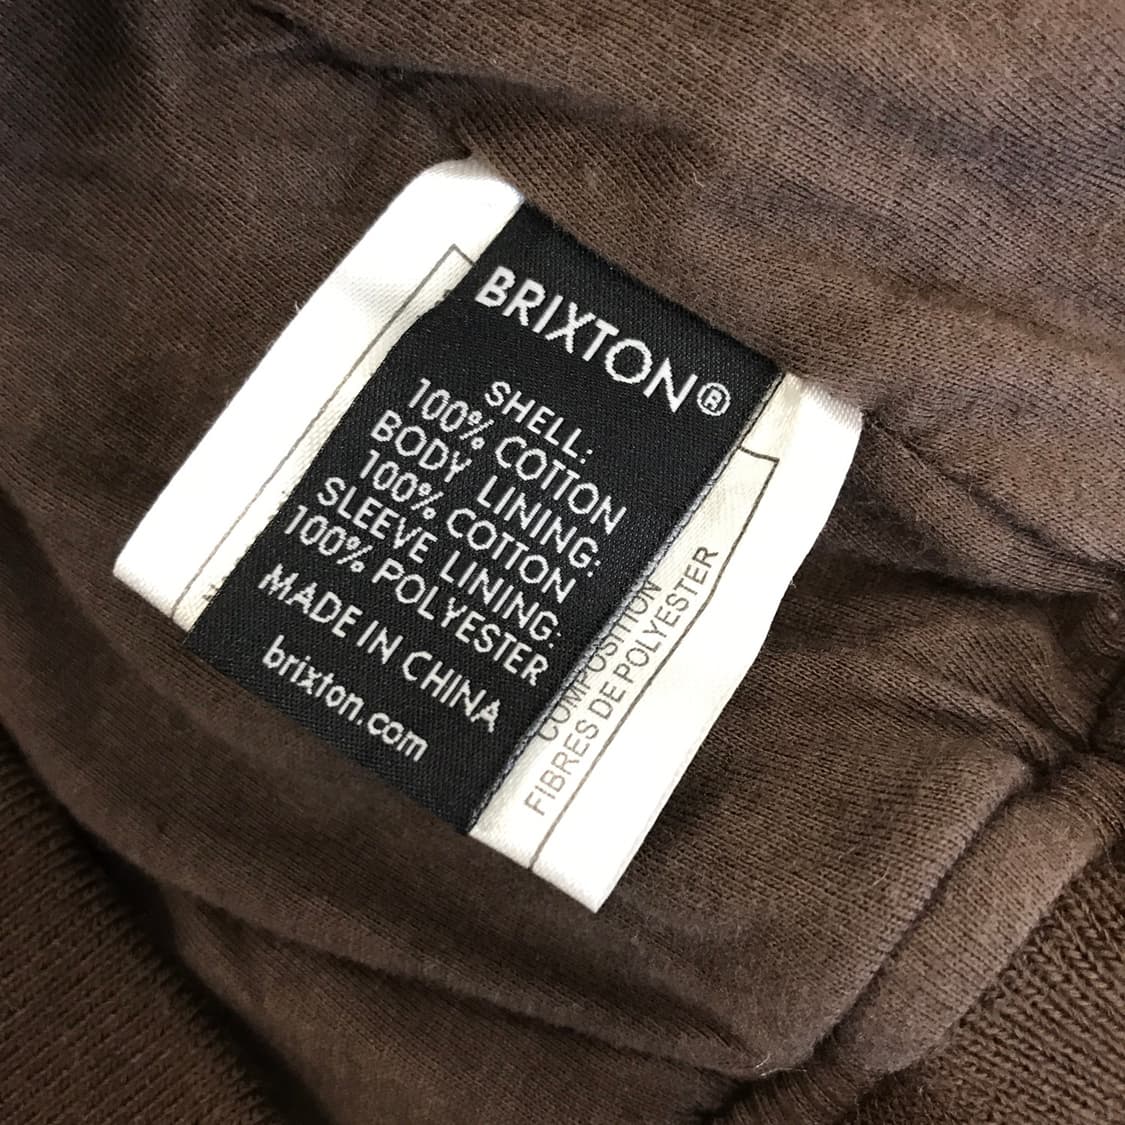 BRIXTON®
SHELL:
100% COTTON
BODY LINING:
100% COTTON
SLEEVE LINING:
100% POLYESTER
MADE IN CHINA
brixton.com
COMPOSITION
FIBRES DE POLYESTER